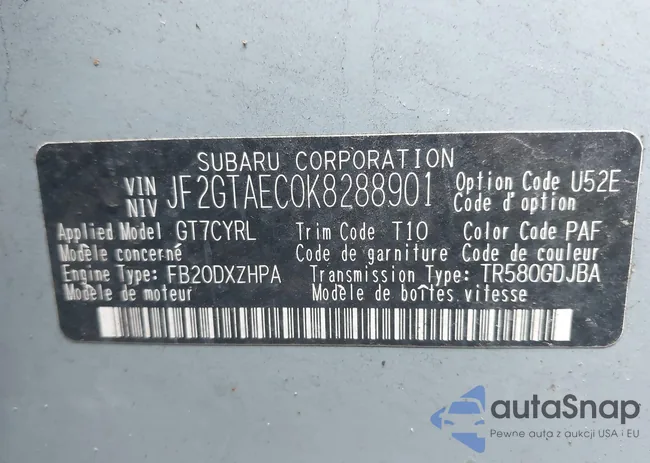 SUBARU CORPORATION
VIN JF2GTAEC0K8288901 Option Code U52E
NIV Code d'option
Applied Model GT7CYRL Trim Code T10 Color Code PAF
Modèle concerné Code de garniture Code de couleur
Engine Type: FB20DXZHPA Transmission Type: TR580GDJBA
Modèle de moteur Modèle de boîtes vitesse
autaSnap
Pewne auta z aukcji USA i EU